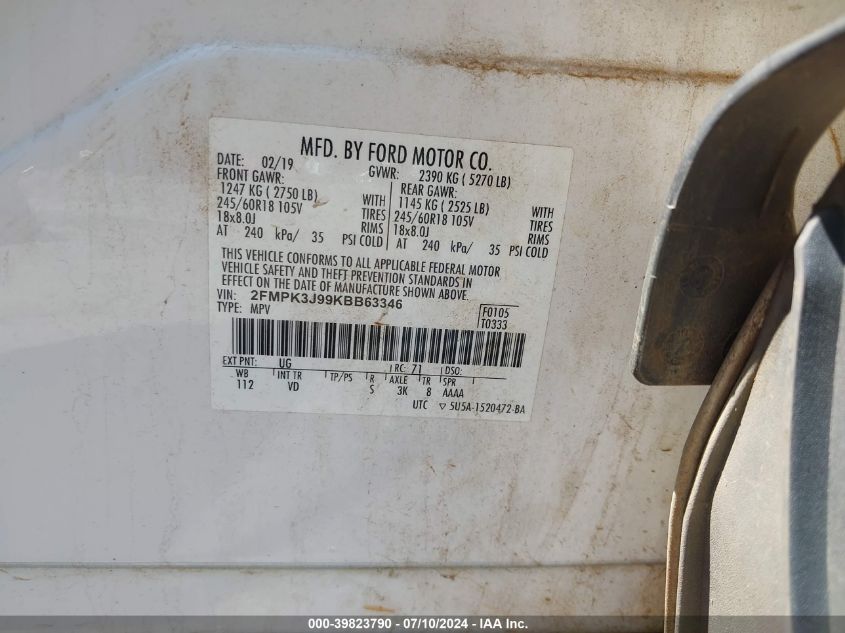 MFD. BY FORD MOTOR CO.
DATE: 02/19 GVWR: 2390 KG ( 5270 LB)
FRONT GAWR: REAR GAWR:
1247 KG ( 2750 LB) WITH 1145 KG ( 2525 LB) WITH
245/60R18 105V TIRES 245/60R18 105V TIRES
18x8.0J RIMS 18x8.0J RIMS
AT 240 kPa/ 35 PSI COLD AT 240 kPa/ 35 PSI COLD
THIS VEHICLE CONFORMS TO ALL APPLICABLE FEDERAL MOTOR
VEHICLE SAFETY AND THEFT PREVENTION STANDARDS IN
EFFECT ON THE DATE OF MANUFACTURE SHOWN ABOVE.
VIN: 2FMPK3J99KBB63346 F0105
TYPE: MPV T0333
EXT PNT: UG RC: 71 DSO:
WB INT TR TP/PS R AXLE TR SPR
112 VD S 3K 8 AAAA
UTC ▽ 5U5A-1520472-BA
000-39823790 - 07/10/2024 - IAA Inc.